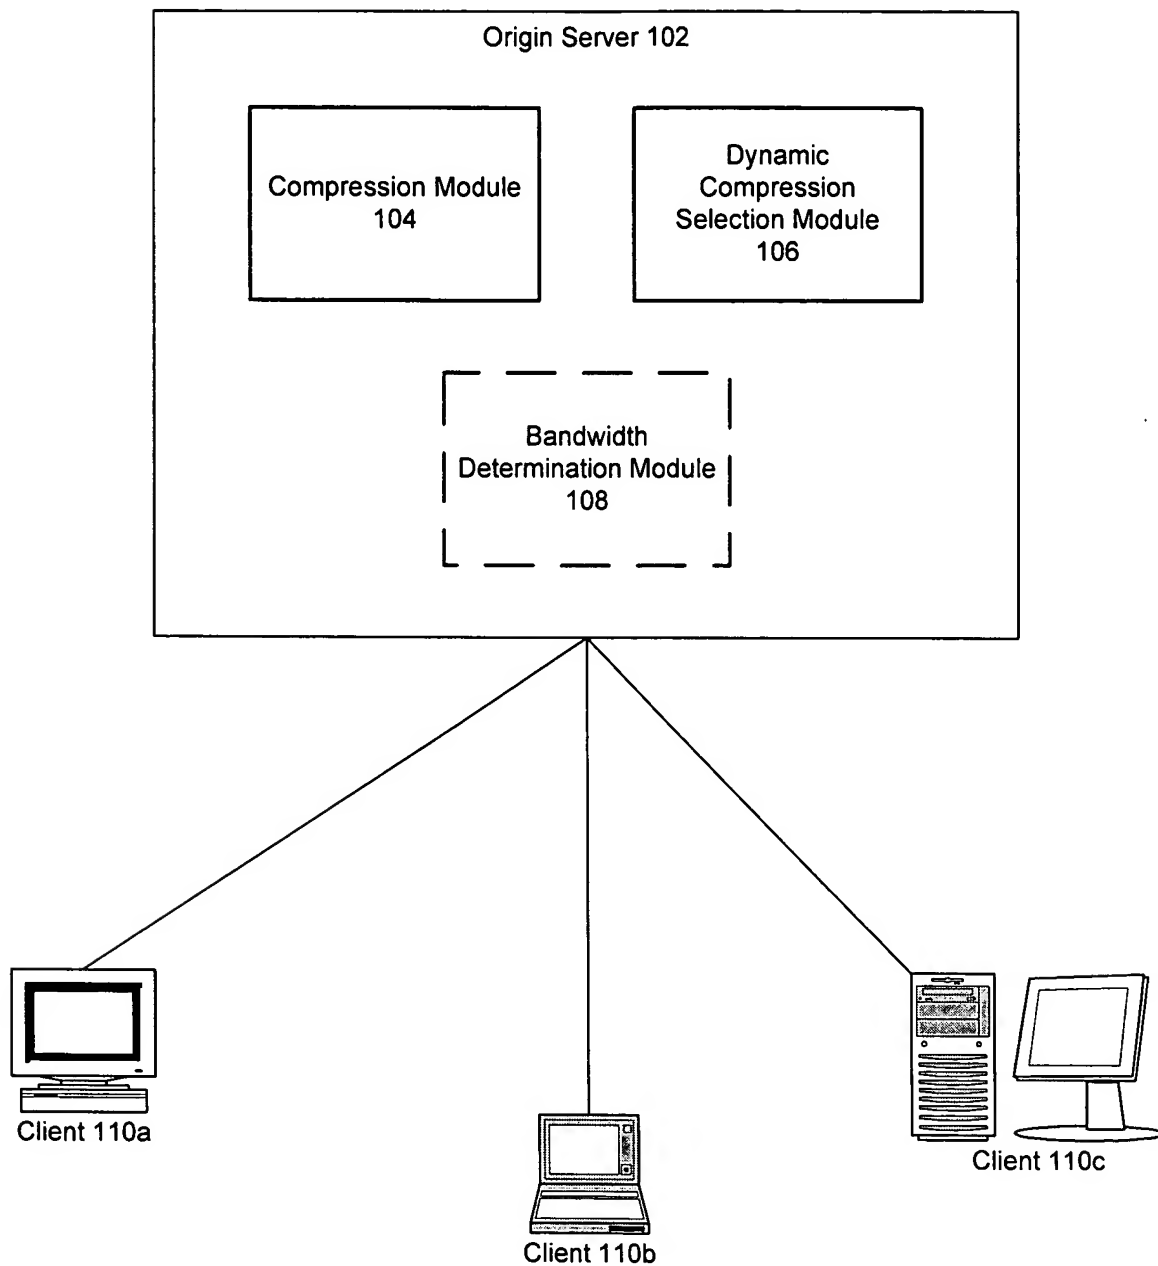 Origin Server 102
Compression Module
104
Dynamic
Compression
Selection Module
106
Bandwidth
Determination Module
108
Client 110a
Client 110b
Client 110c